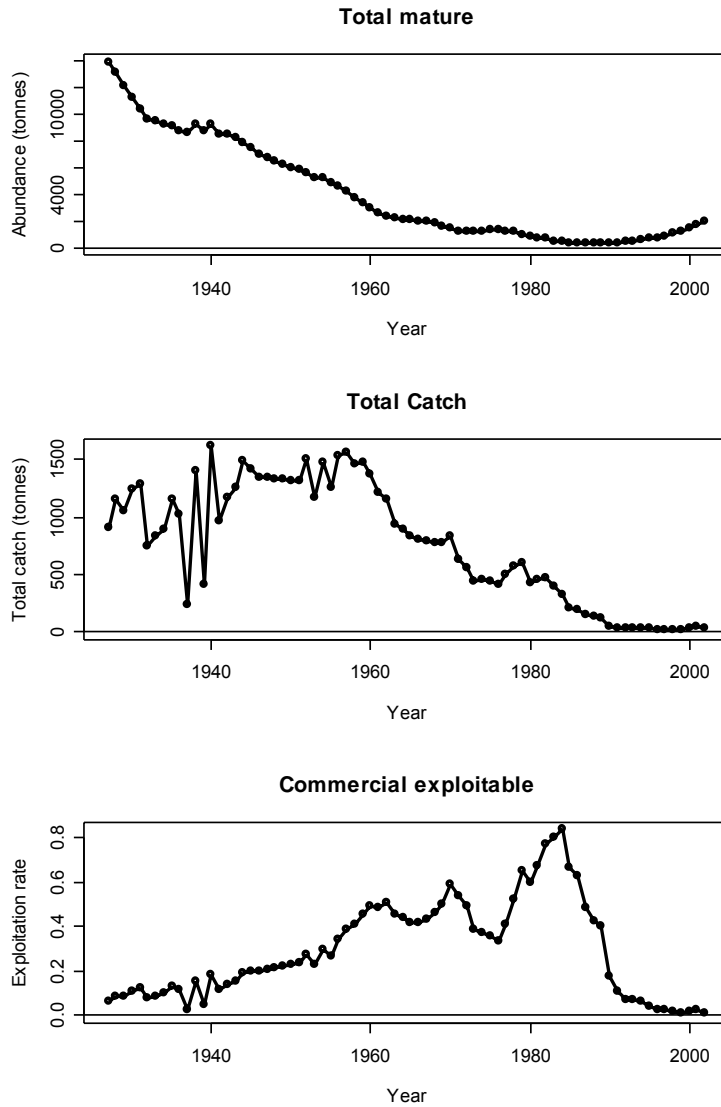 Total mature
Abundance (tonnes)
0 4000 10000
1940 1960 1980 2000
Year
Total Catch
Total catch (tonnes)
0 500 1000 1500
1940 1960 1980 2000
Year
Commercial exploitable
Exploitation rate
0.0 0.2 0.4 0.6 0.8
1940 1960 1980 2000
Year